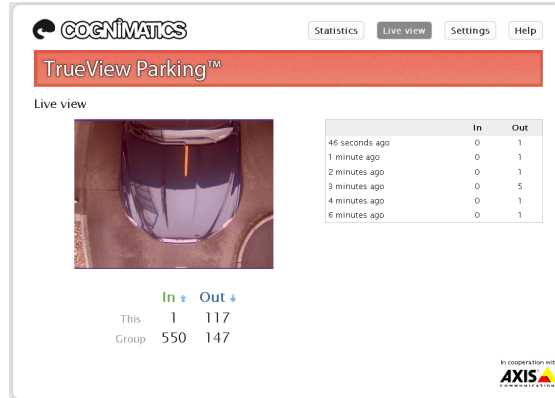 COGNIMATICS
Statistics Live view Settings Help
TrueView Parking™
Live view
In Out
46 seconds ago 0 1
1 minute ago 0 1
2 minutes ago 0 1
3 minutes ago 0 5
4 minutes ago 0 1
6 minutes ago 0 1
In Out
This 1 117
Group 550 147
In cooperation wit
AXIS
COMMUNICATION